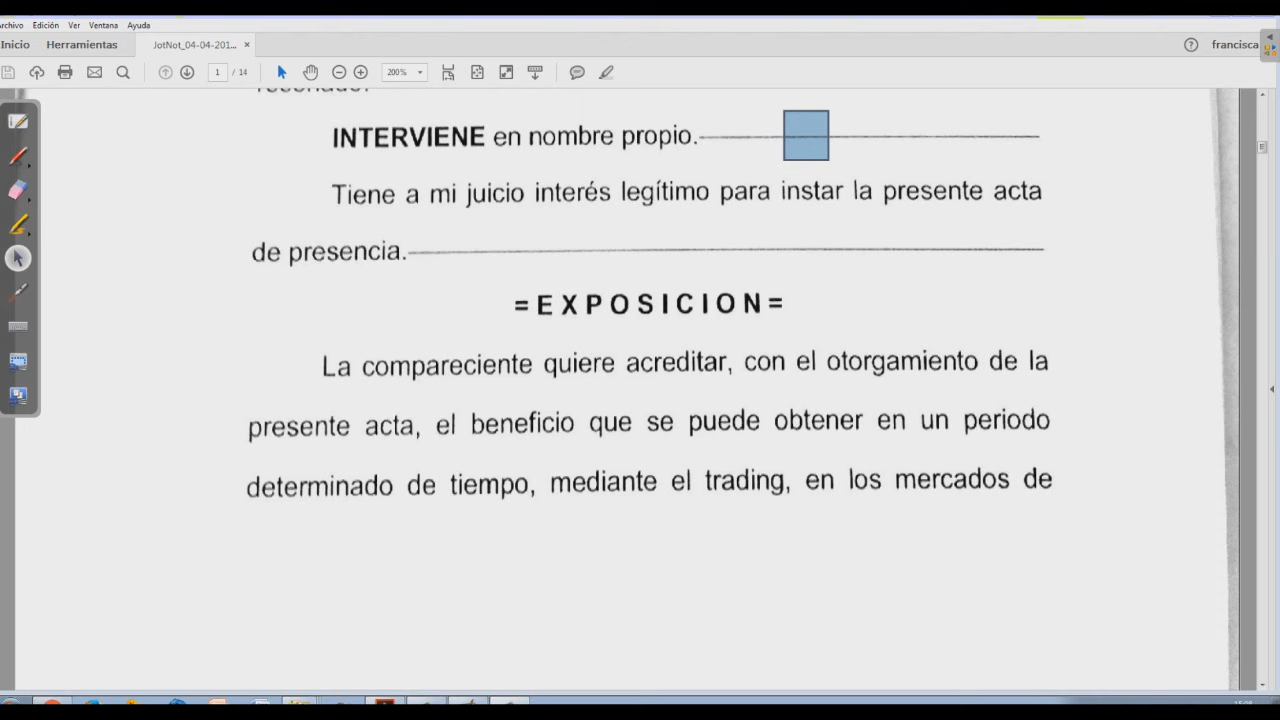 Archivo Edición Ver Ventana Ayuda
Inicio Herramientas JotNot_04-04-201... × francisca
1 / 14 200%
INTERVIENE en nombre propio.
Tiene a mi juicio interés legítimo para instar la presente acta
de presencia.
= E X P O S I C I O N =
La compareciente quiere acreditar, con el otorgamiento de la
presente acta, el beneficio que se puede obtener en un periodo
determinado de tiempo, mediante el trading, en los mercados de